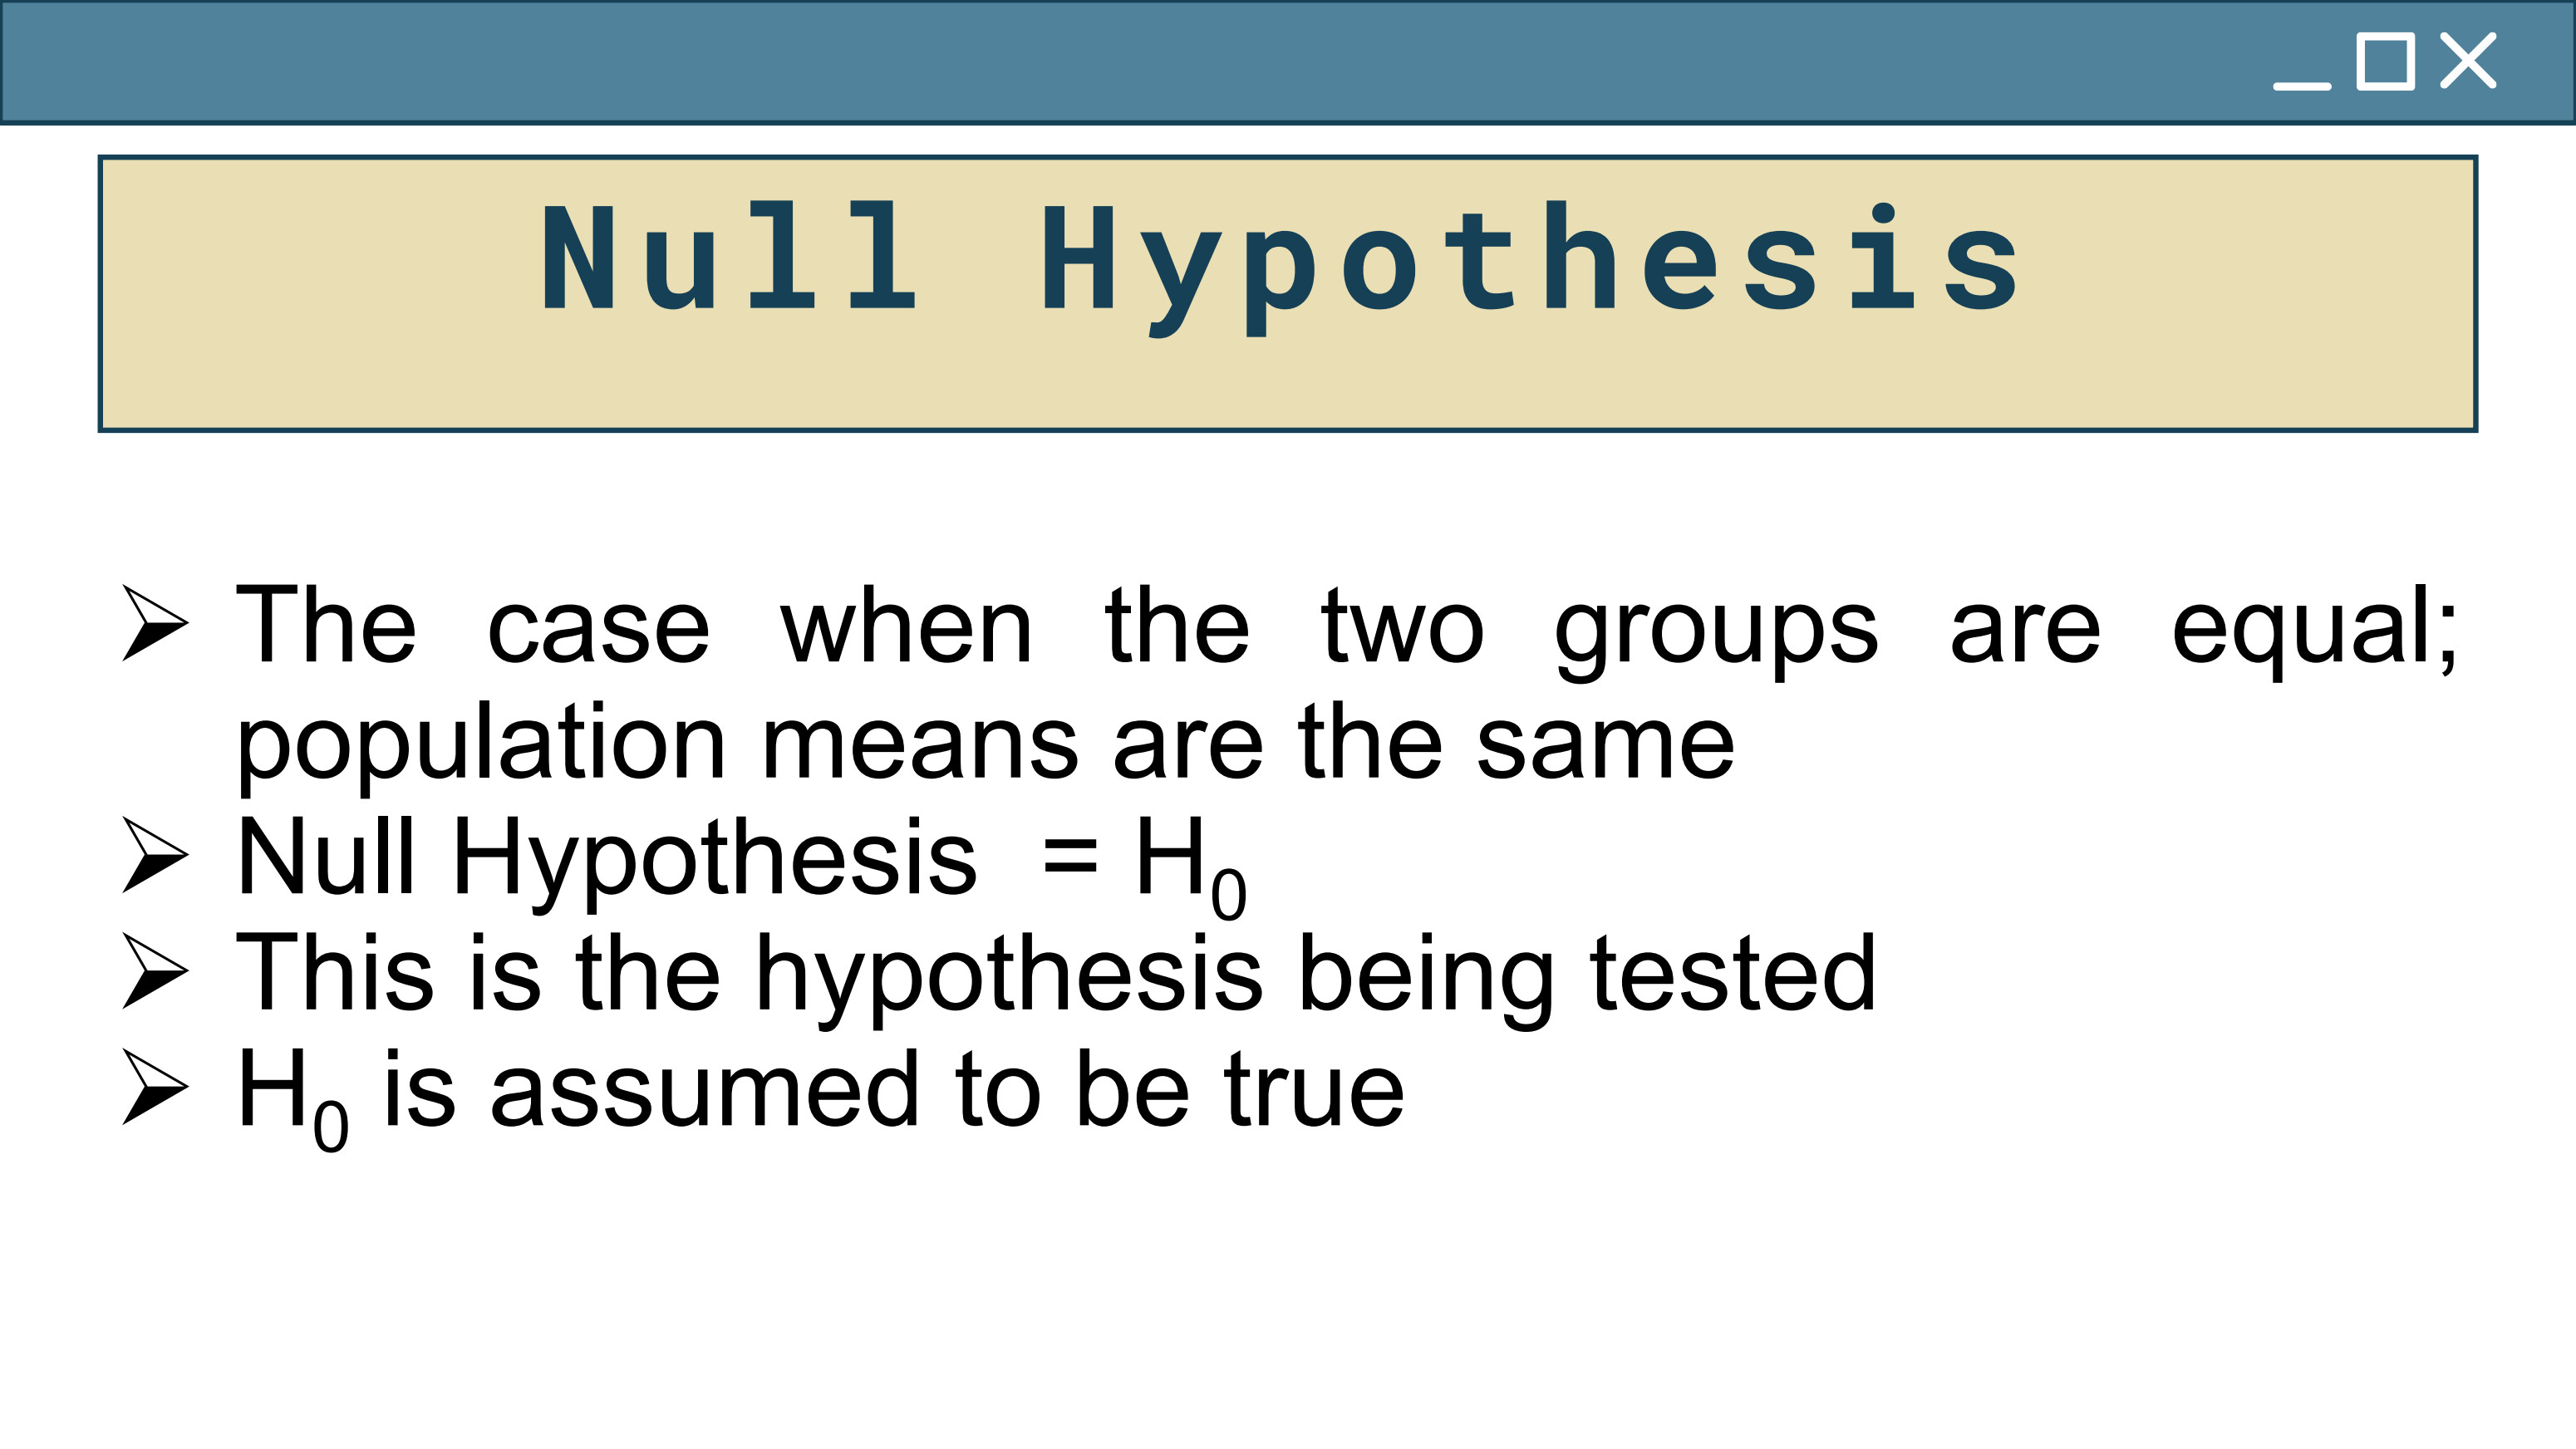 Null Hypothesis
➢ The case when the two groups are equal;
population means are the same
➢ Null Hypothesis = H₀
➢ This is the hypothesis being tested
➢ H₀ is assumed to be true